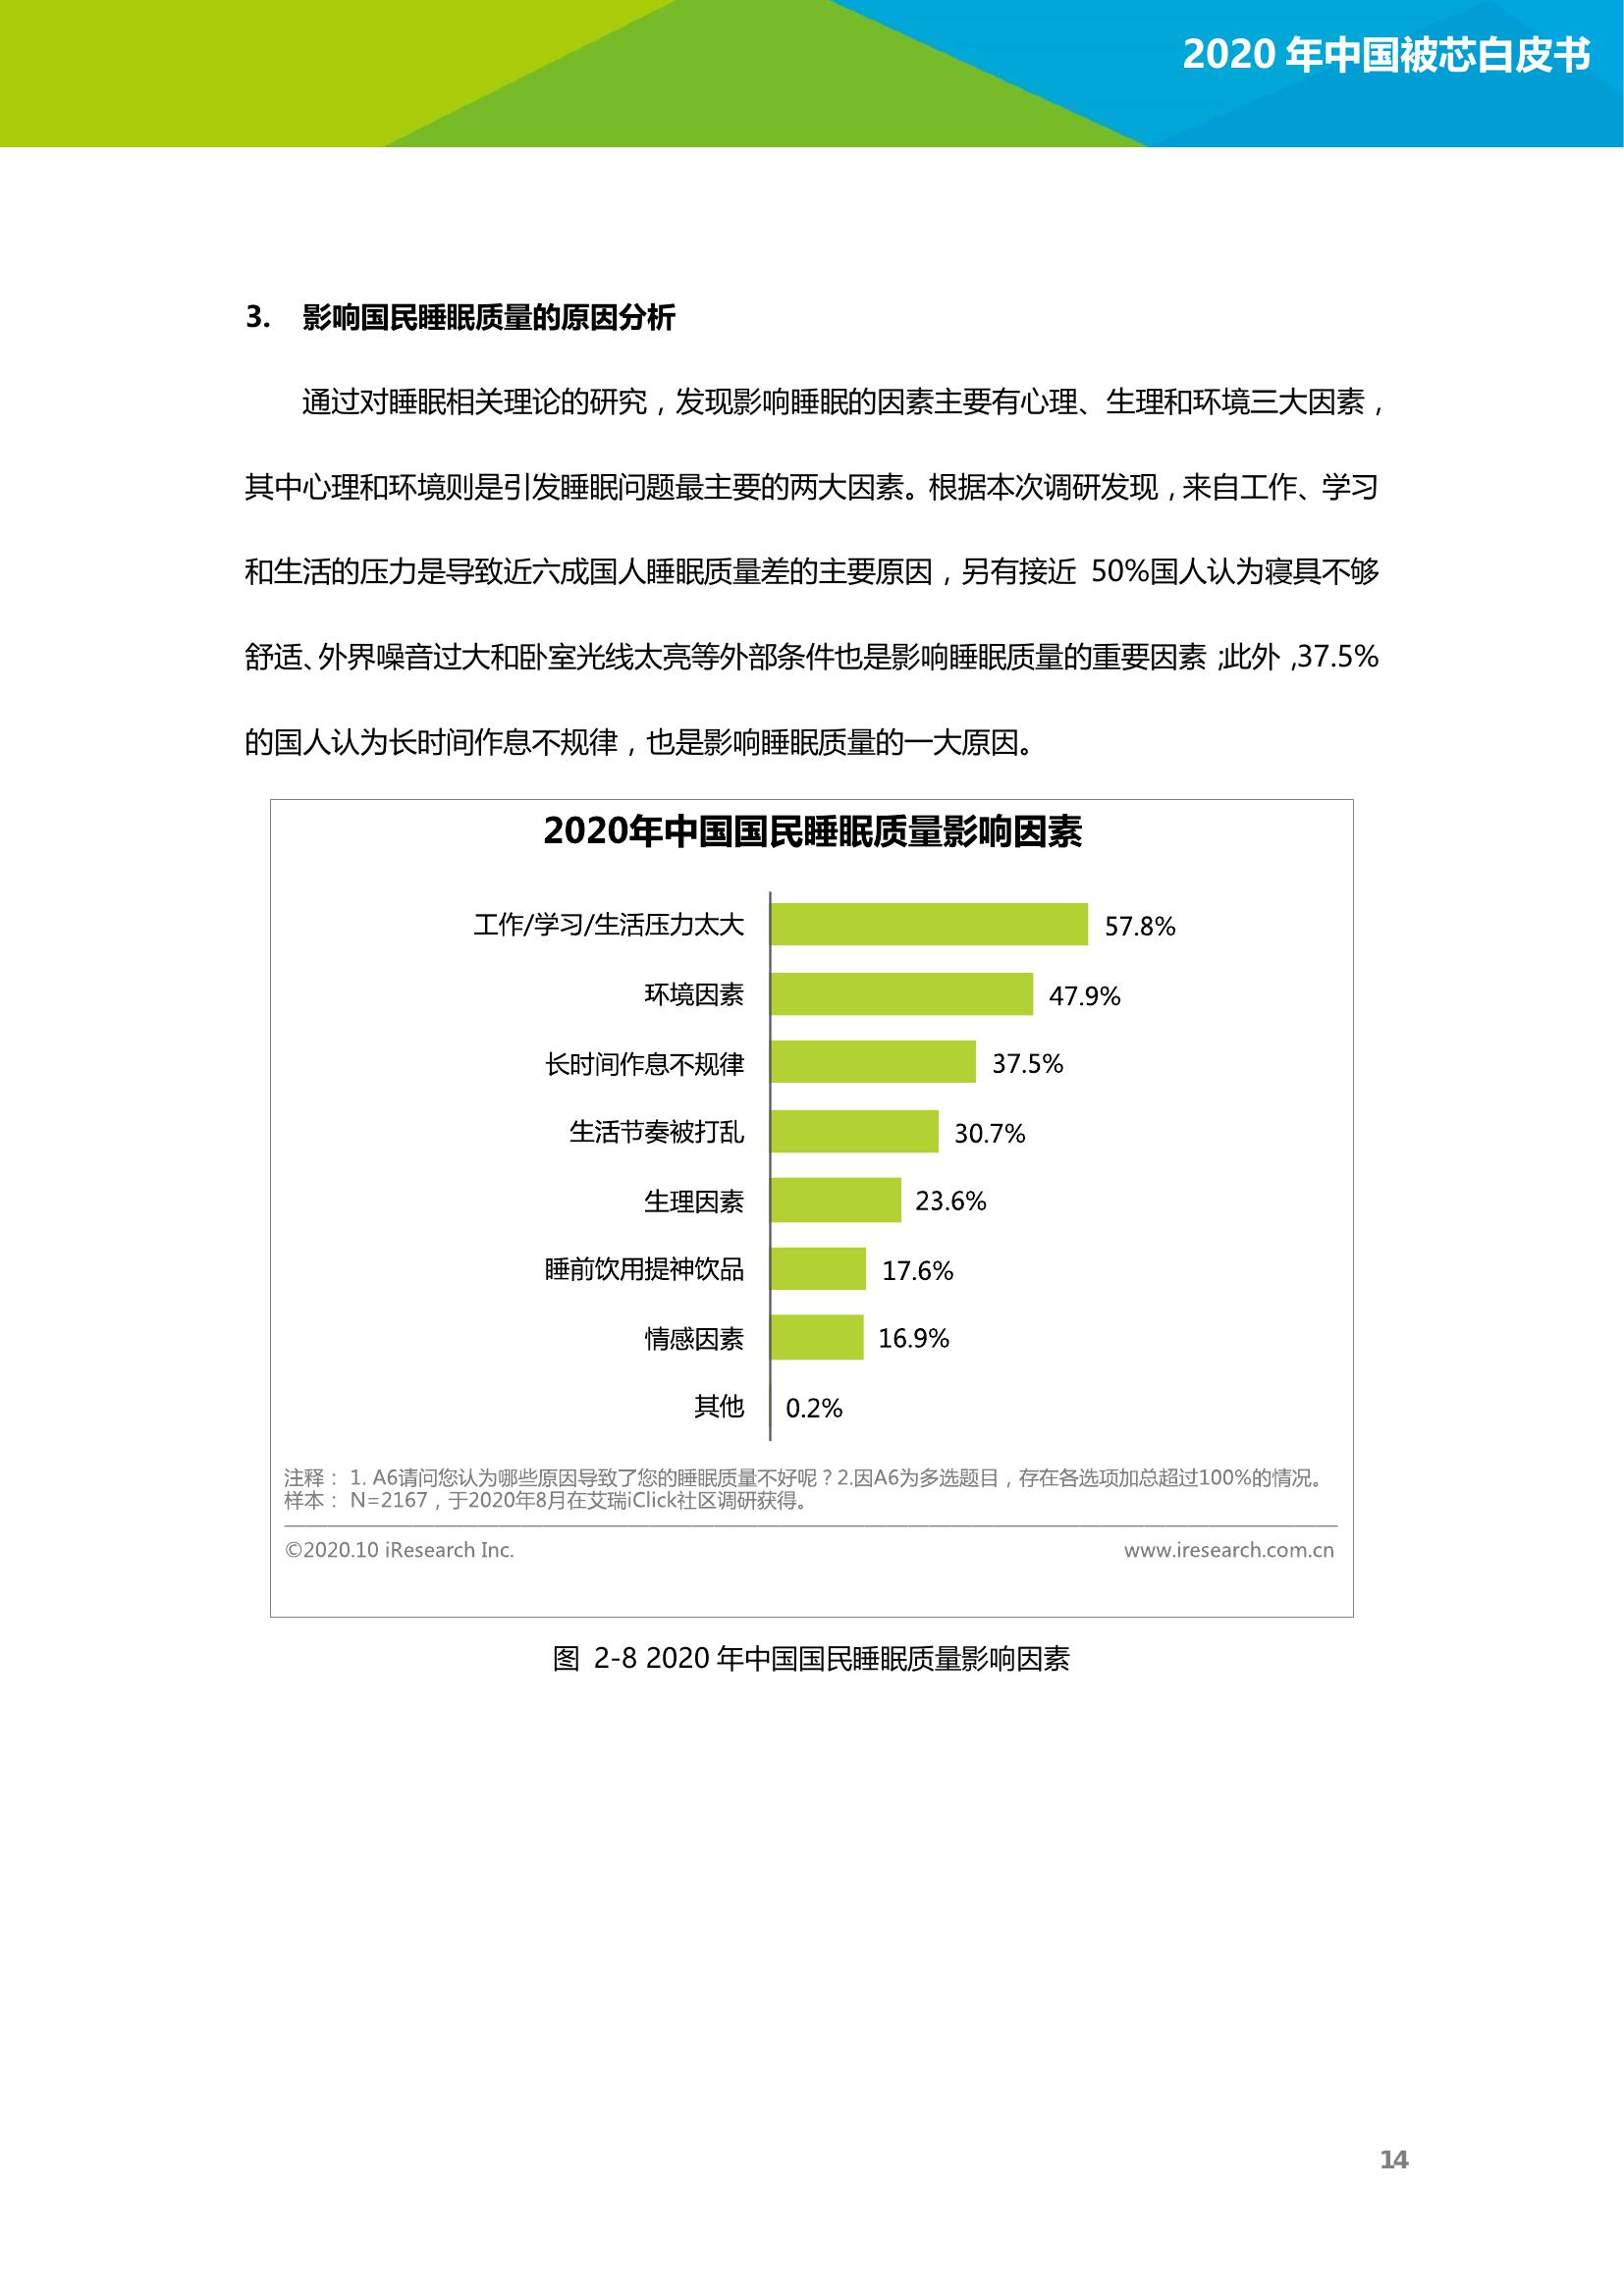 2020 年中国被芯白皮书
3. 影响国民睡眠质量的原因分析
通过对睡眠相关理论的研究，发现影响睡眠的因素主要有心理、生理和环境三大因素，
其中心理和环境则是引发睡眠问题最主要的两大因素。根据本次调研发现，来自工作、学习
和生活的压力是导致近六成国人睡眠质量差的主要原因，另有接近 50%国人认为寝具不够
舒适、外界噪音过大和卧室光线太亮等外部条件也是影响睡眠质量的重要因素；此外，37.5%
的国人认为长时间作息不规律，也是影响睡眠质量的一大原因。
2020年中国国民睡眠质量影响因素
工作/学习/生活压力太大 57.8%
环境因素 47.9%
长时间作息不规律 37.5%
生活节奏被打乱 30.7%
生理因素 23.6%
睡前饮用提神饮品 17.6%
情感因素 16.9%
其他 0.2%
注释： 1. A6请问您认为哪些原因导致了您的睡眠质量不好呢？2.因A6为多选题目，存在各选项加总超过100%的情况。
样本： N=2167，于2020年8月在艾瑞iClick社区调研获得。
©2020.10 iResearch Inc. www.iresearch.com.cn
图 2-8 2020 年中国国民睡眠质量影响因素
14